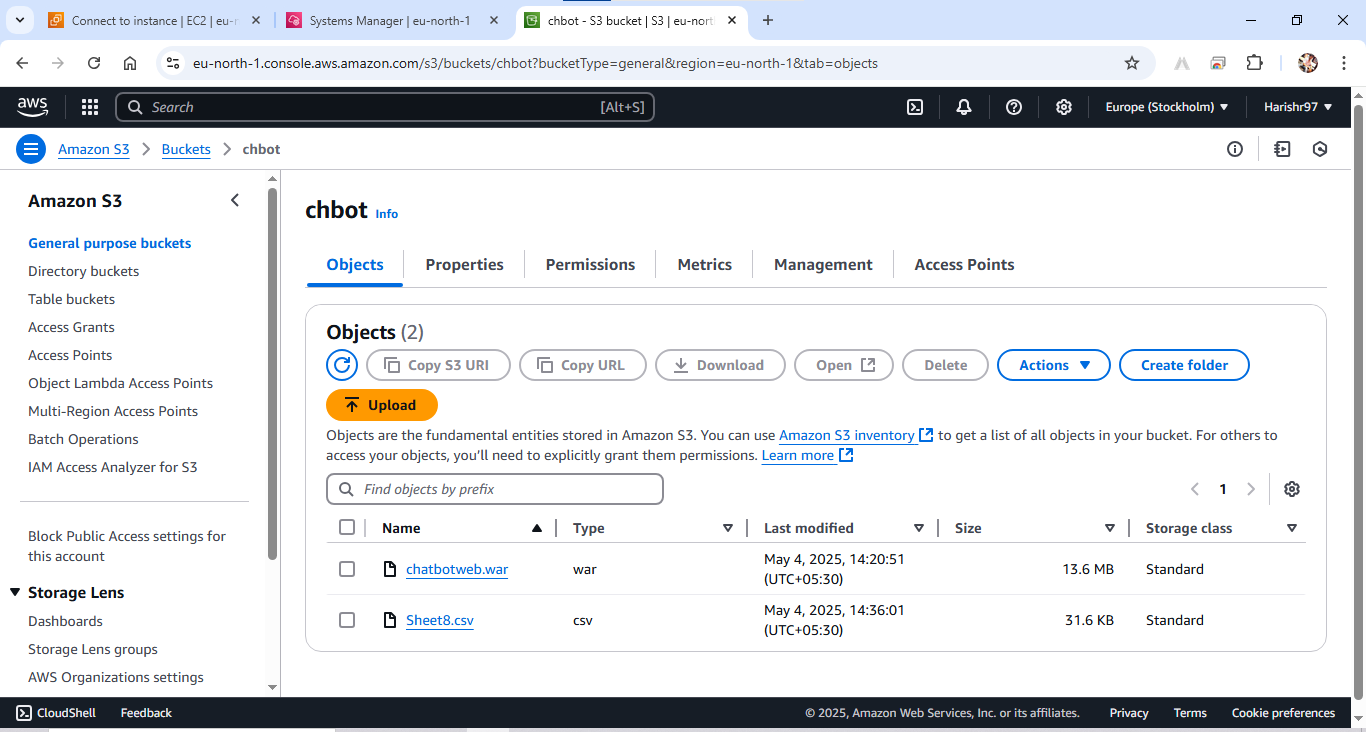 Connect to instance | EC2 | eu-n
Systems Manager | eu-north-1
chbot - S3 bucket | S3 | eu-north
eu-north-1.console.aws.amazon.com/s3/buckets/chbot?bucketType=general&region=eu-north-1&tab=objects
aws
Search
[Alt+S]
Europe (Stockholm)
Harishr97
Amazon S3
Buckets
chbot
Amazon S3
General purpose buckets
Directory buckets
Table buckets
Access Grants
Access Points
Object Lambda Access Points
Multi-Region Access Points
Batch Operations
IAM Access Analyzer for S3
Block Public Access settings for
this account
Storage Lens
Dashboards
Storage Lens groups
AWS Organizations settings
chbot Info
Objects
Properties
Permissions
Metrics
Management
Access Points
Objects (2)
Copy S3 URI
Copy URL
Download
Open
Delete
Actions
Create folder
Upload
Objects are the fundamental entities stored in Amazon S3. You can use Amazon S3 inventory to get a list of all objects in your bucket. For others to
access your objects, you'll need to explicitly grant them permissions. Learn more
Find objects by prefix
1
Name
Type
Last modified
Size
Storage class
chatbotweb.war
war
May 4, 2025, 14:20:51
(UTC+05:30)
13.6 MB
Standard
Sheet8.csv
csv
May 4, 2025, 14:36:01
(UTC+05:30)
31.6 KB
Standard
CloudShell
Feedback
© 2025, Amazon Web Services, Inc. or its affiliates.
Privacy
Terms
Cookie preferences